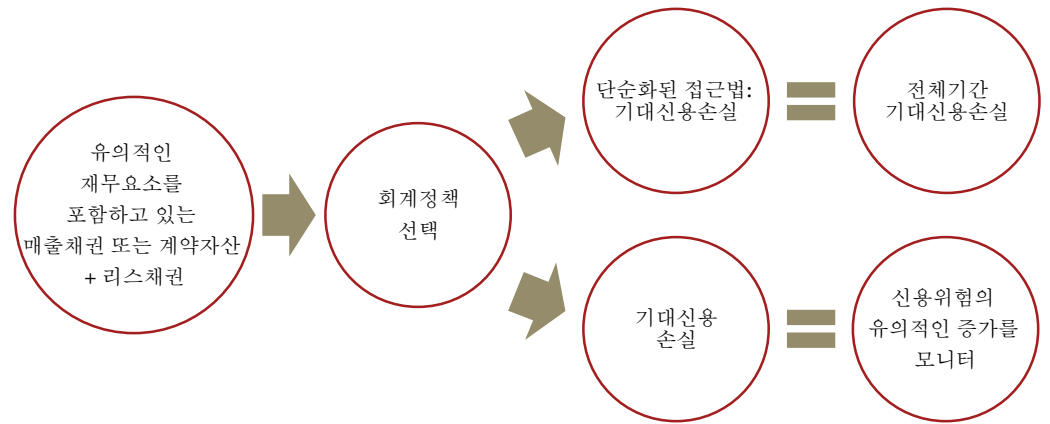 유의적인
재무요소를
포함하고 있는
매출채권 또는 계약자산
+ 리스채권
회계정책
선택
단순화된 접근법:
기대신용손실
전체기간
기대신용손실
기대신용
손실
신용위험의
유의적인 증가를
모니터